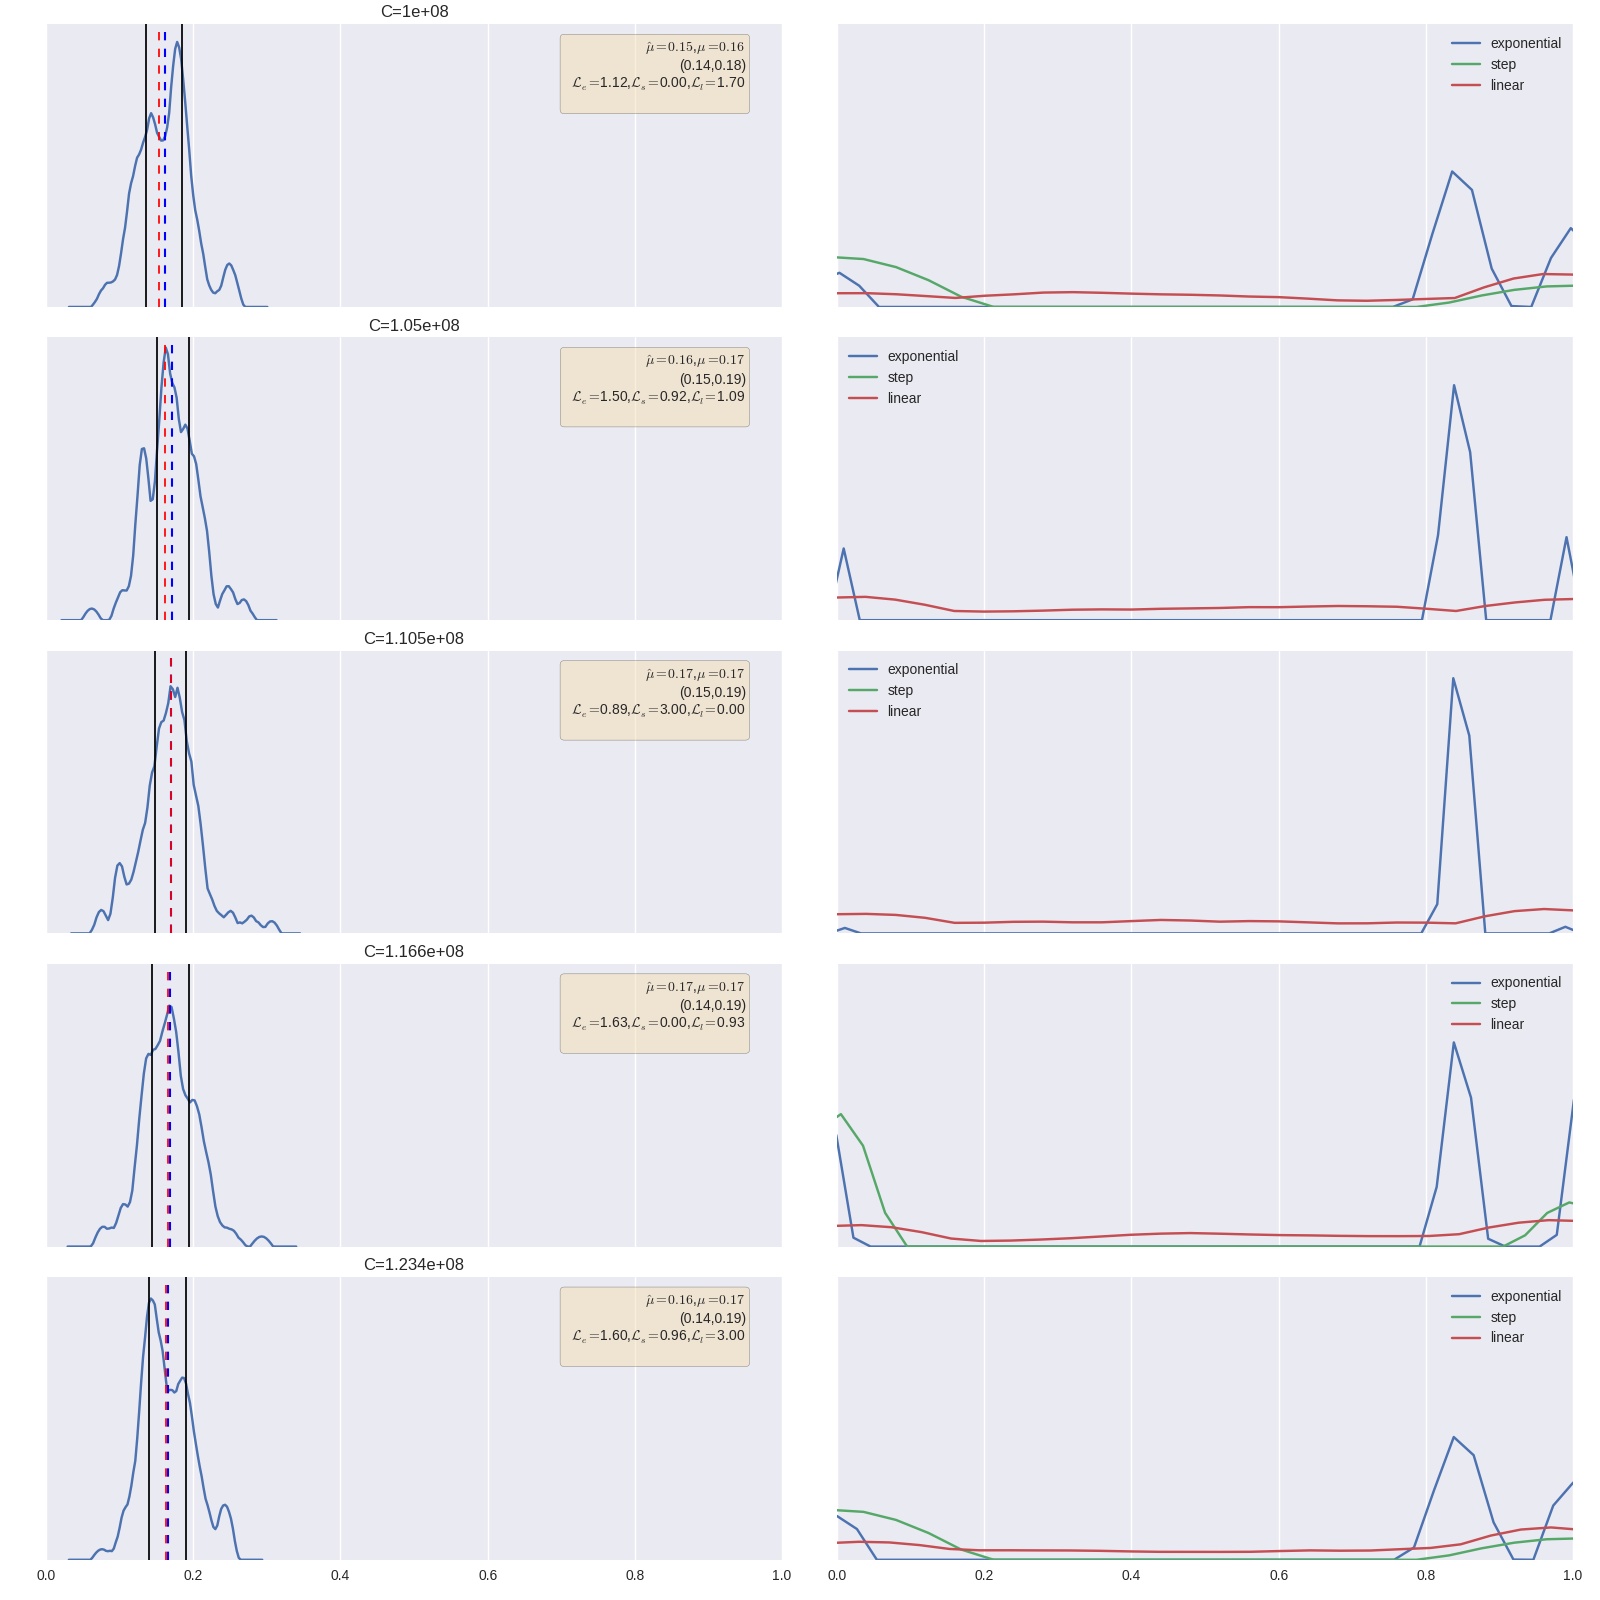 C=1e+08
μ̂=0.15,μ=0.16
(0.14,0.18)
ℒₑ=1.12,ℒₛ=0.00,ℒₗ=1.70
exponential
step
linear
C=1.05e+08
μ̂=0.16,μ=0.17
(0.15,0.19)
ℒₑ=1.50,ℒₛ=0.92,ℒₗ=1.09
exponential
step
linear
C=1.105e+08
μ̂=0.17,μ=0.17
(0.15,0.19)
ℒₑ=0.89,ℒₛ=3.00,ℒₗ=0.00
exponential
step
linear
C=1.166e+08
μ̂=0.17,μ=0.17
(0.14,0.19)
ℒₑ=1.63,ℒₛ=0.00,ℒₗ=0.93
exponential
step
linear
C=1.234e+08
μ̂=0.16,μ=0.17
(0.14,0.19)
ℒₑ=1.60,ℒₛ=0.96,ℒₗ=3.00
exponential
step
linear
0.0 0.2 0.4 0.6 0.8 1.0
0.0 0.2 0.4 0.6 0.8 1.0